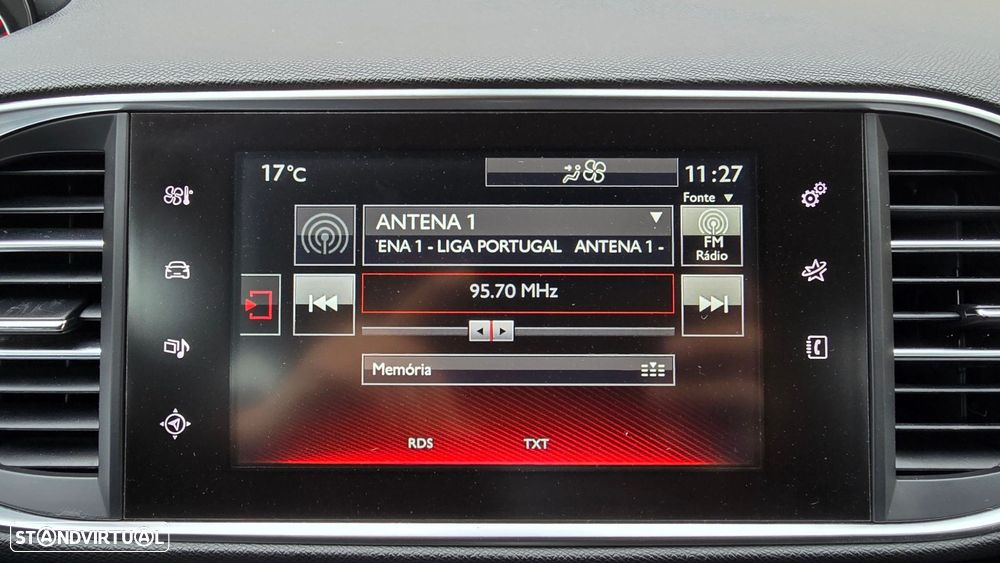 17°C
11:27
Fonte ▼
ANTENA 1
'ENA 1 - LIGA PORTUGAL ANTENA 1 -
FM
Rádio
95.70 MHz
Memória
RDS TXT
STANDVIRTUAL